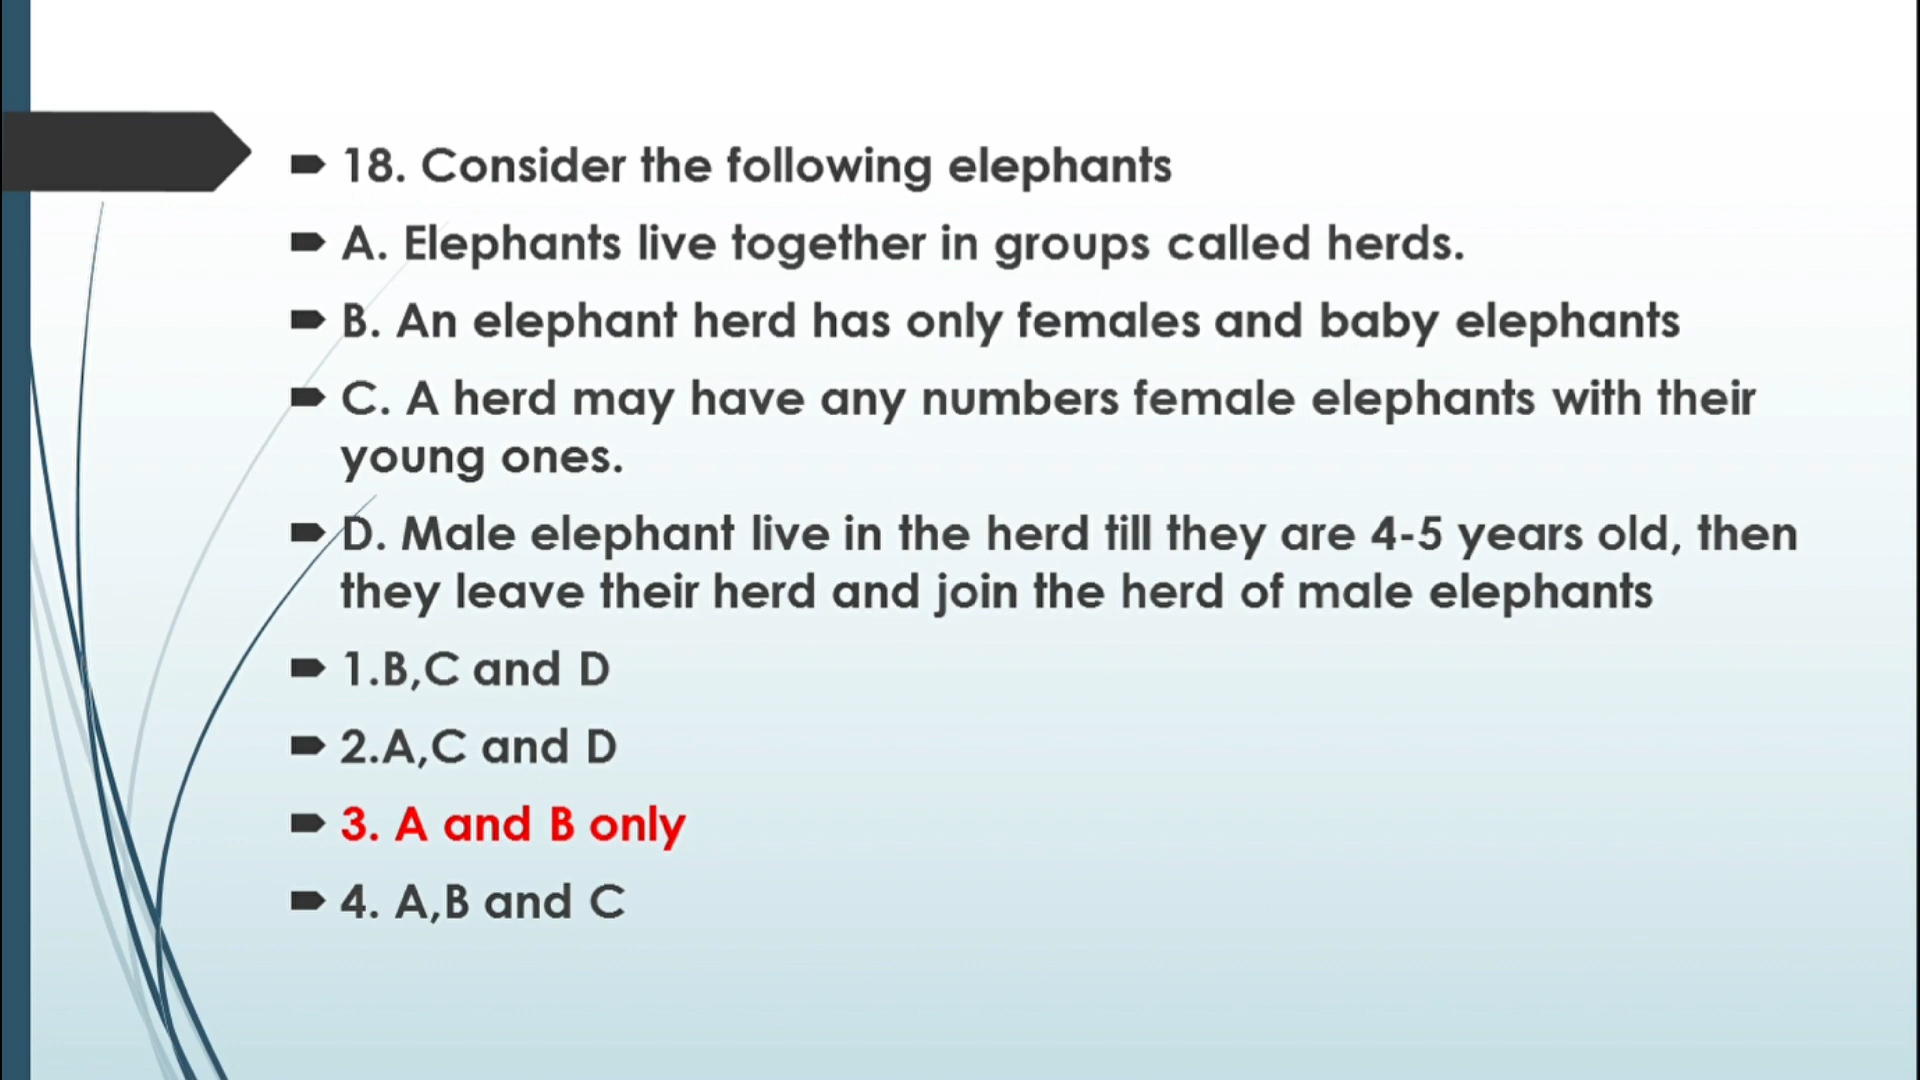 18. Consider the following elephants
A. Elephants live together in groups called herds.
B. An elephant herd has only females and baby elephants
C. A herd may have any numbers female elephants with their
young ones.
D. Male elephant live in the herd till they are 4-5 years old, then
they leave their herd and join the herd of male elephants
1.B,C and D
2.A,C and D
3. A and B only
4. A,B and C